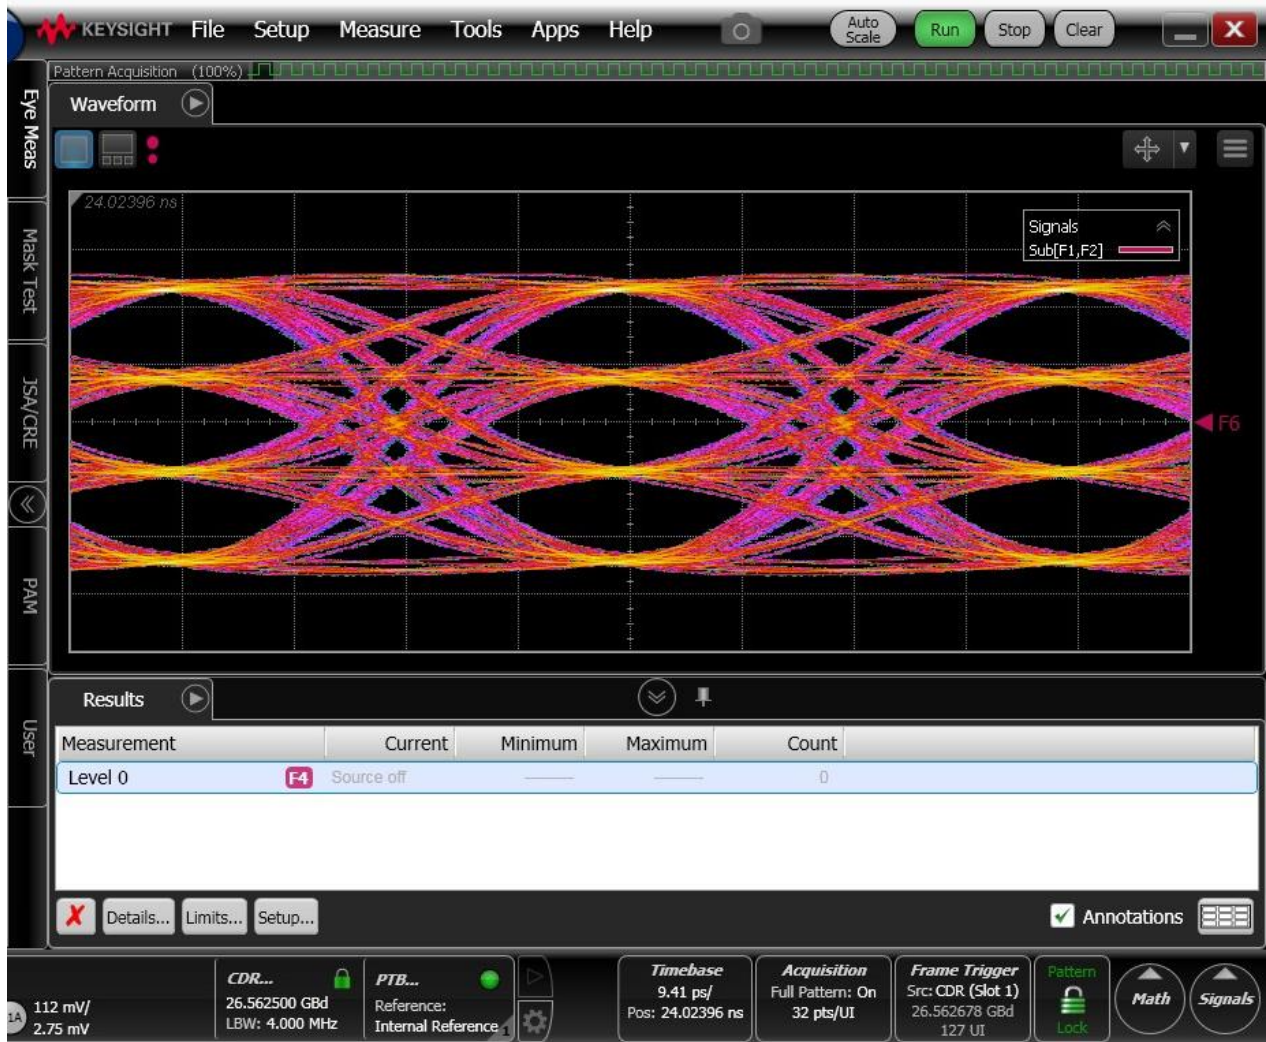 KEYSIGHT File Setup Measure Tools Apps Help Auto Scale Run Stop Clear X
Pattern Acquisition (100%)
Eye Meas
Mask Test
JSA/CRE
PAM
User
Waveform
24.02396 ns
Signals
Sub[F1,F2]
F6
Results
Measurement Current Minimum Maximum Count
Level 0 F4 Source off 0
Details... Limits... Setup... Annotations
1A 112 mV/
2.75 mV
CDR...
26.562500 GBd
LBW: 4.000 MHz
PTB...
Reference:
Internal Reference 1
Timebase
9.41 ps/
Pos: 24.02396 ns
Acquisition
Full Pattern: On
32 pts/UI
Frame Trigger
Src: CDR (Slot 1)
26.562678 GBd
127 UI
Pattern
Lock
Math
Signals